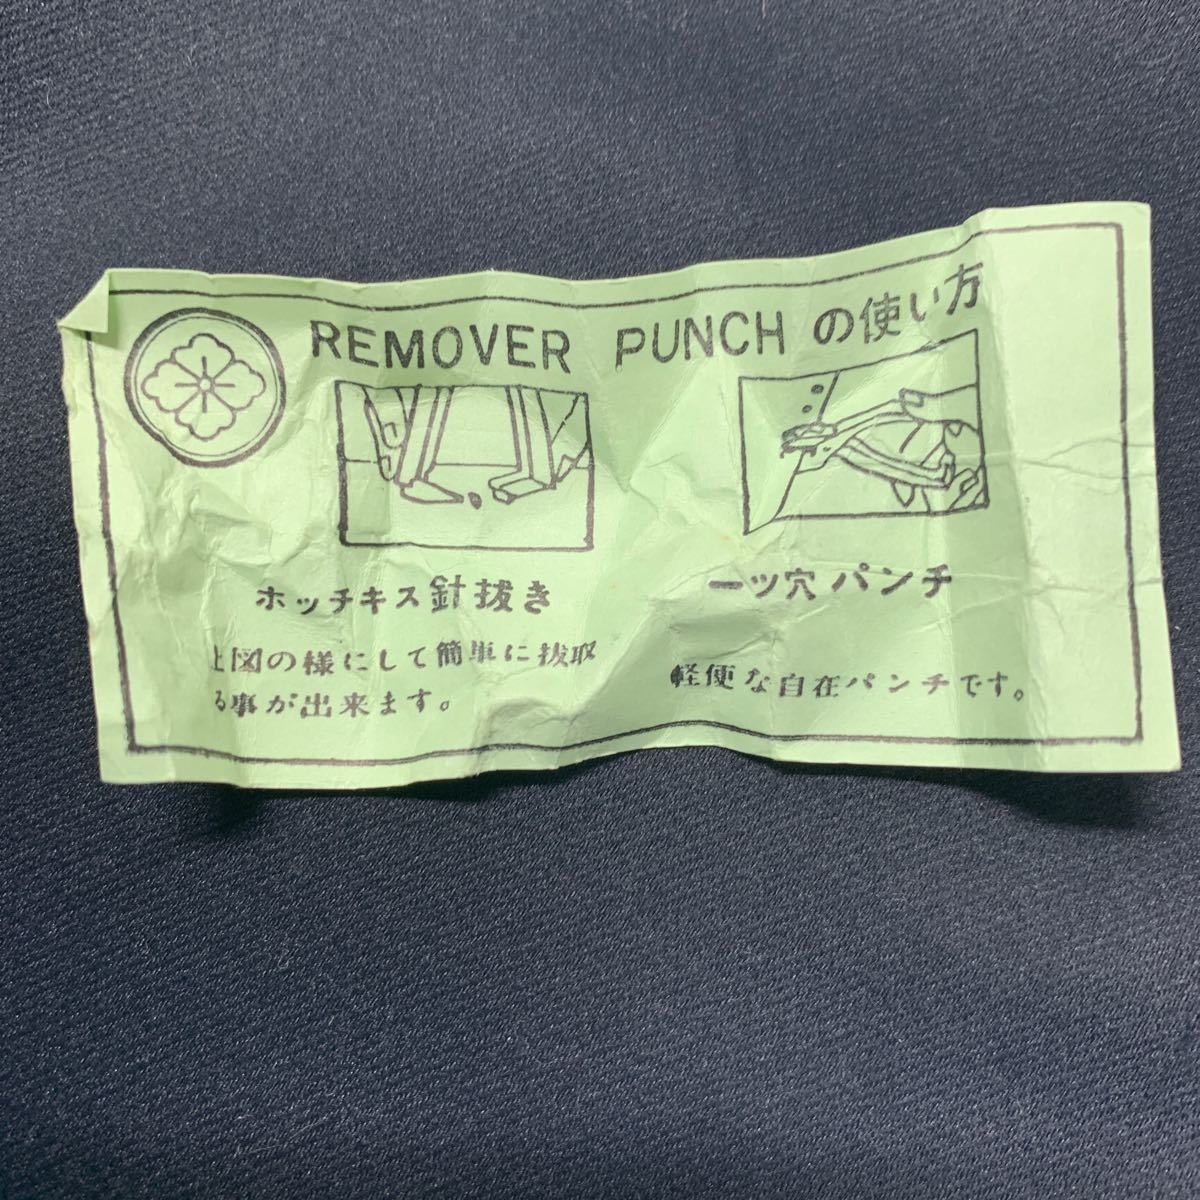 REMOVER PUNCH の使い方
ホッチキス針抜き
上図の様にして簡単に抜取
る事が出来ます。
一ツ穴パンチ
軽便な自在パンチです。